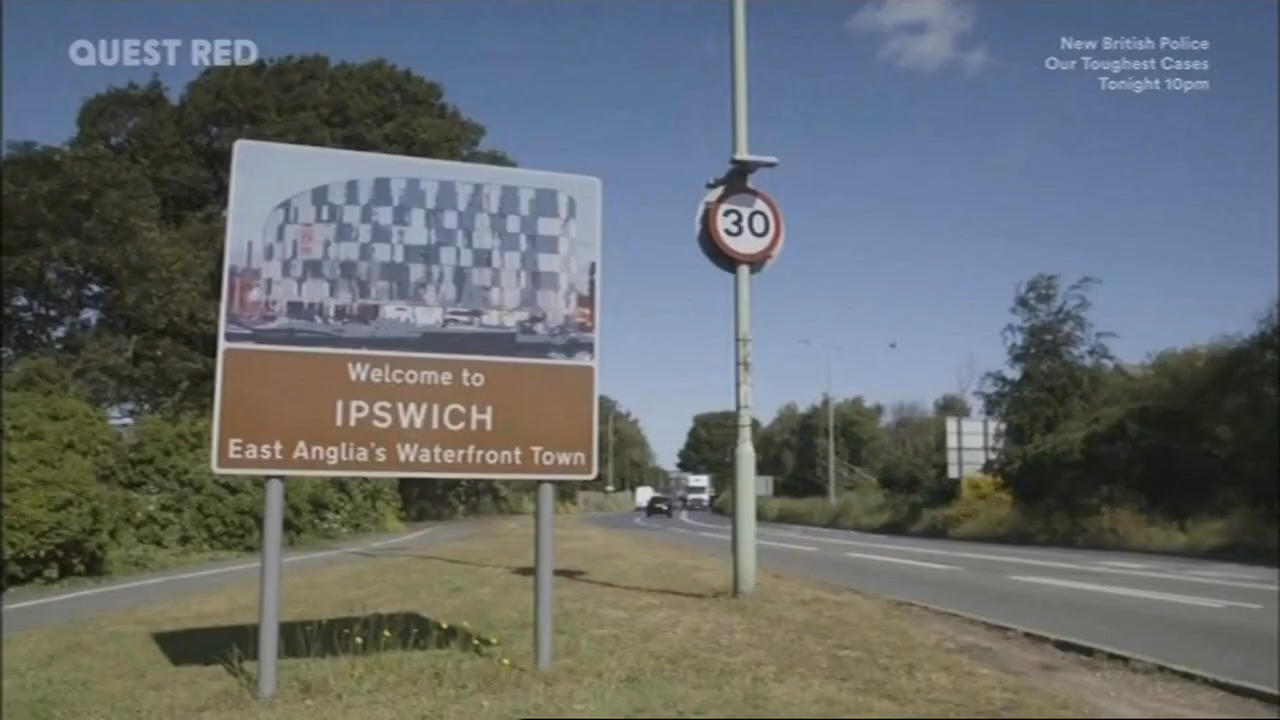 QUEST RED
New British Police
Our Toughest Cases
Tonight 10pm
30
Welcome to
IPSWICH
East Anglia's Waterfront Town